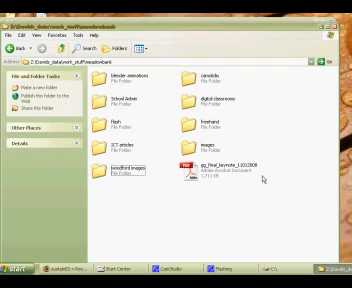 Z:\Davids_data\work_stuff\meadowbank
File Edit View Favorites Tools Help
Back Search Folders
Address Z:\Davids_data\work_stuff\meadowbank Go
File and Folder Tasks
Make a new folder
Publish this folder to the Web
Share this folder
Other Places
Details
blender animations
File Folder
camstudio
File Folder
School Admin
File Folder
digital classrooms
File Folder
flash
File Folder
freehand
File Folder
ICT articles
File Folder
images
File Folder
woodford images
File Folder
gg_final_keynote_11012008
Adobe Acrobat Document
1,711 KB
start
Start Center
CamStudio
Flashing